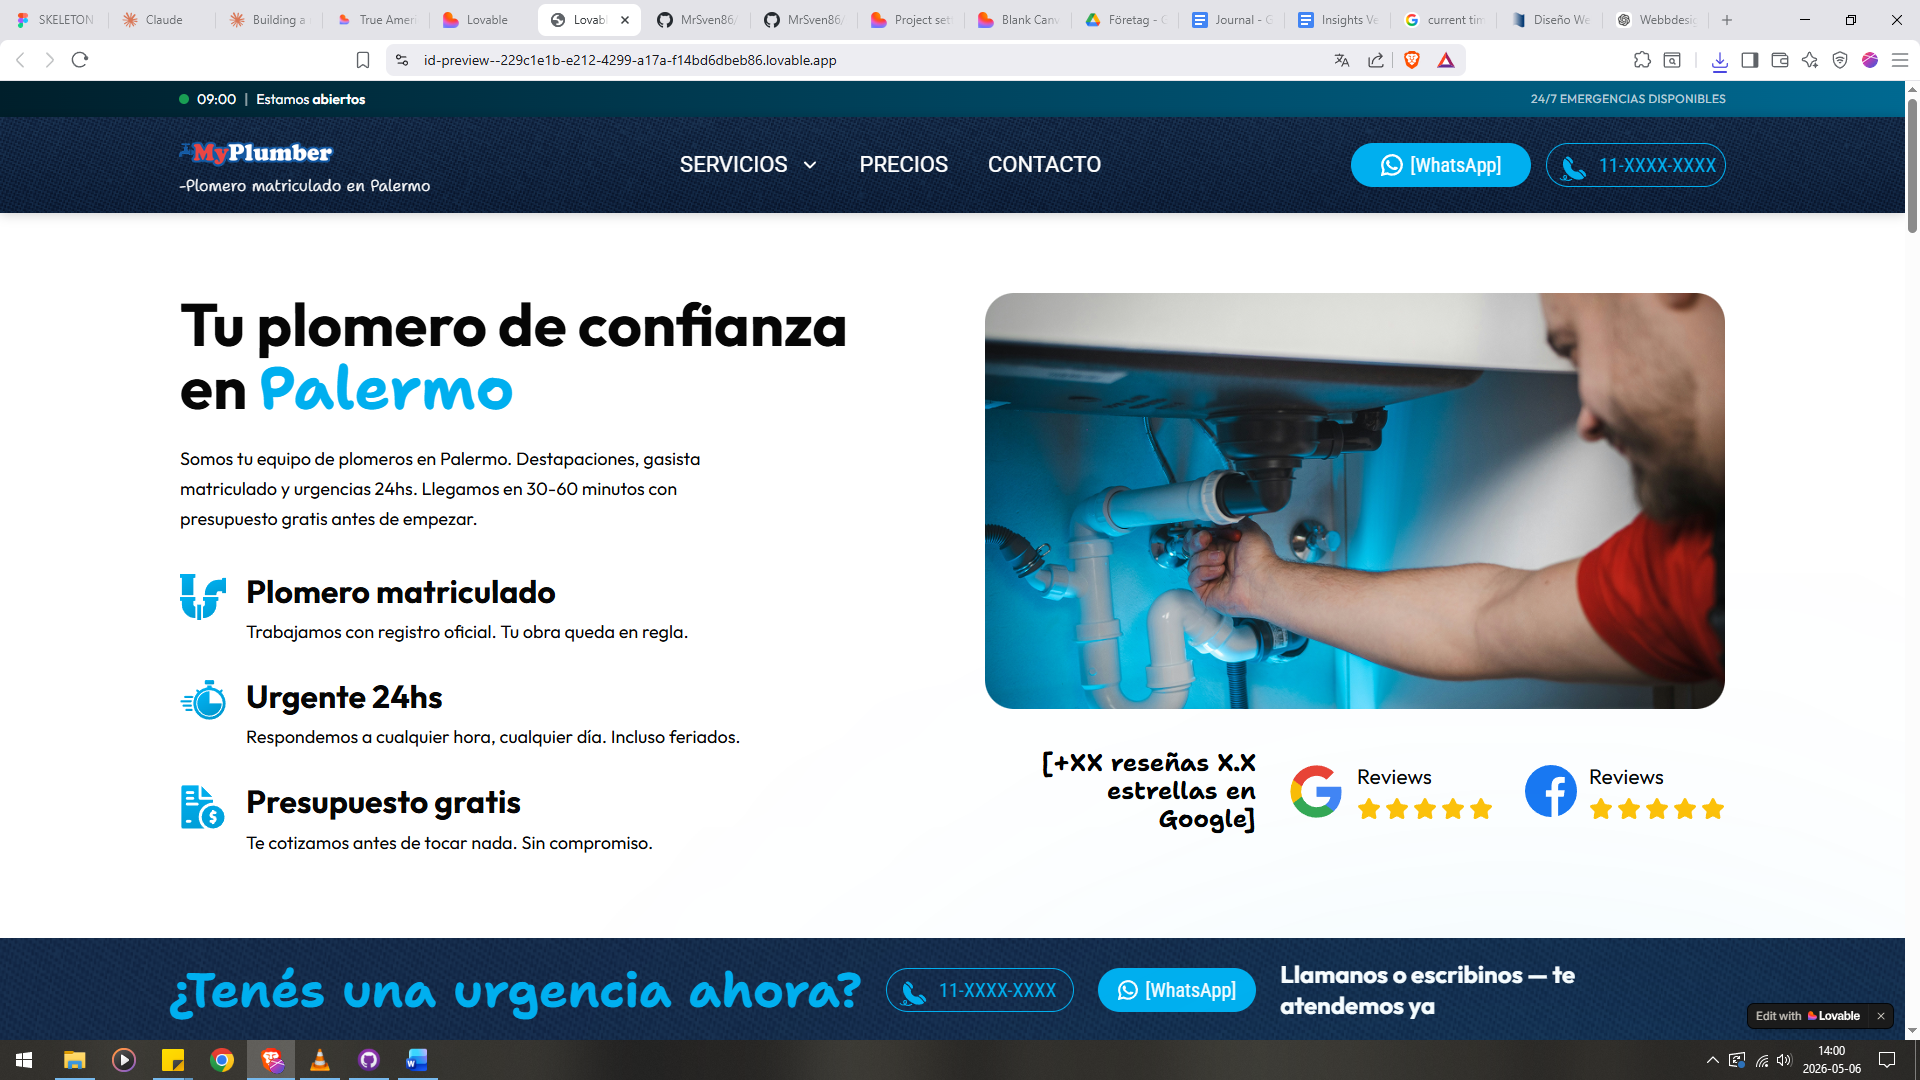 SKELETON
Claude
Building a
True Ameri
Lovable
Lovabl
MrSven86/
MrSven86/
Project sett
Blank Canv
Företag - G
Journal - G
Insights Ve
current tim
Diseño We
Webbdesig
id-preview--229c1e1b-e212-4299-a17a-f14bd6dbeb86.lovable.app
09:00 | Estamos abiertos
24/7 EMERGENCIAS DISPONIBLES
MyPlumber
-Plomero matriculado en Palermo
SERVICIOS
PRECIOS
CONTACTO
[WhatsApp]
11-XXXX-XXXX
Tu plomero de confianza
en Palermo
Somos tu equipo de plomeros en Palermo. Destapaciones, gasista
matriculado y urgencias 24hs. Llegamos en 30-60 minutos con
presupuesto gratis antes de empezar.
Plomero matriculado
Trabajamos con registro oficial. Tu obra queda en regla.
Urgente 24hs
Respondemos a cualquier hora, cualquier día. Incluso feriados.
Presupuesto gratis
Te cotizamos antes de tocar nada. Sin compromiso.
[+XX reseñas X.X
estrellas en
Google]
Reviews
Reviews
¿Tenés una urgencia ahora?
11-XXXX-XXXX
[WhatsApp]
Llamanos o escribinos — te
atendemos ya
Edit with Lovable
14:00
2026-05-06